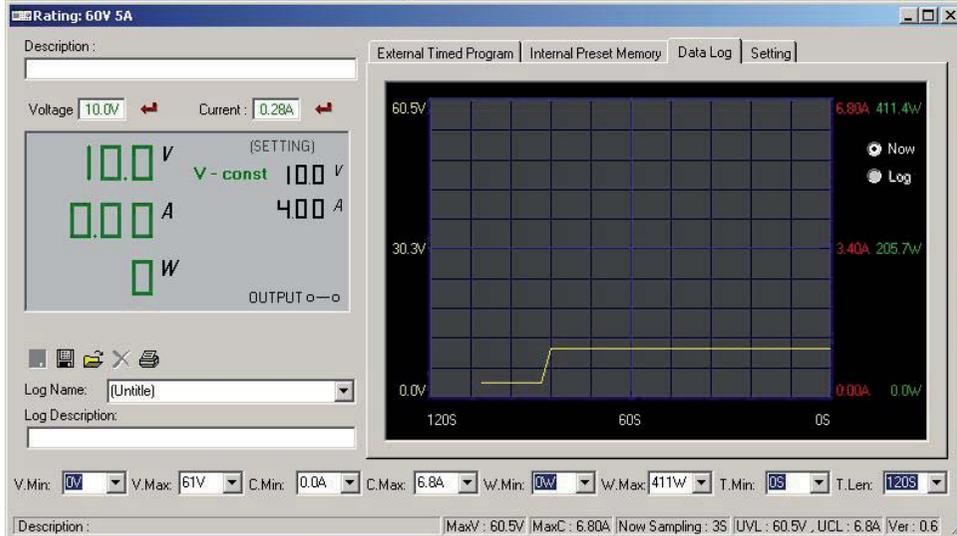 Rating: 60V 5A
Description :
Voltage 10.0V Current : 0.28A
10.0 V
0.00 A
0 W
(SETTING)
V - const 10.0 V
4.00 A
OUTPUT
Log Name: (Untitle)
Log Description:
External Timed Program Internal Preset Memory Data Log Setting
60.5V 6.80A 411.4W
Now
Log
30.3V 3.40A 205.7W
0.0V 0.00A 0.0W
120S 60S 0S
V.Min: 0V V.Max: 61V C.Min: 0.0A C.Max: 6.8A W.Min: 0W W.Max: 411W T.Min: 0S T.Len: 120S
Description : MaxV : 60.5V MaxC : 6.80A Now Sampling : 3S UVL : 60.5V , UCL : 6.8A Ver : 0.6